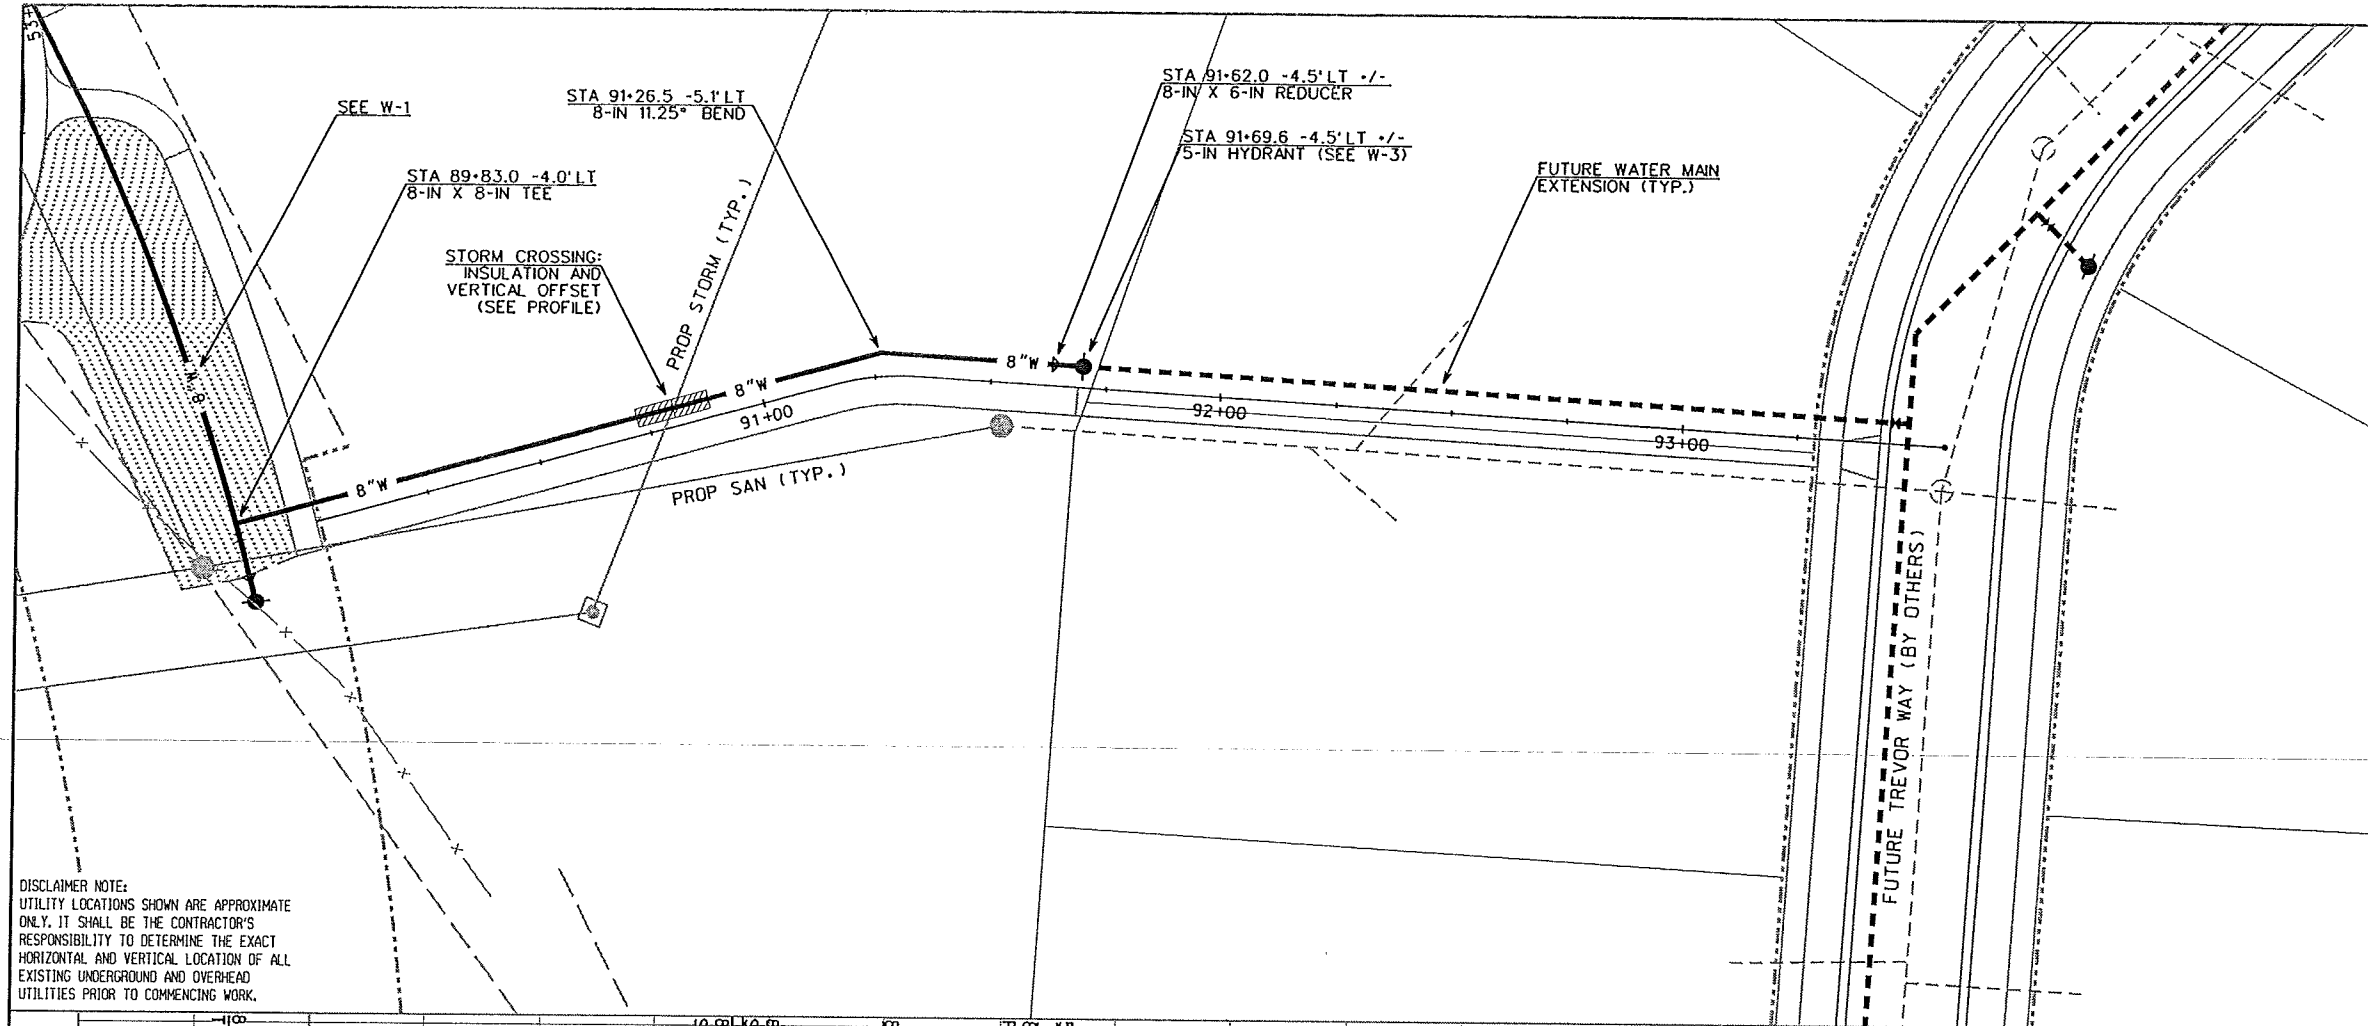 53+
SEE W-1
STA 91+26.5 -5.1' LT
8-IN 11.25° BEND
STA 91+62.0 -4.5' LT +/-
8-IN X 6-IN REDUCER
STA 91+69.6 -4.5' LT +/-
5-IN HYDRANT (SEE W-3)
STA 89+83.0 -4.0' LT
8-IN X 8-IN TEE
FUTURE WATER MAIN
EXTENSION (TYP.)
STORM CROSSING:
INSULATION AND
VERTICAL OFFSET
(SEE PROFILE)
PROP STORM (TYP.)
8"W
8"W
8"W
8"W
91+00
92+00
93+00
PROP SAN (TYP.)
FUTURE TREVOR WAY (BY OTHERS)
DISCLAIMER NOTE:
UTILITY LOCATIONS SHOWN ARE APPROXIMATE
ONLY. IT SHALL BE THE CONTRACTOR'S
RESPONSIBILITY TO DETERMINE THE EXACT
HORIZONTAL AND VERTICAL LOCATION OF ALL
EXISTING UNDERGROUND AND OVERHEAD
UTILITIES PRIOR TO COMMENCING WORK.